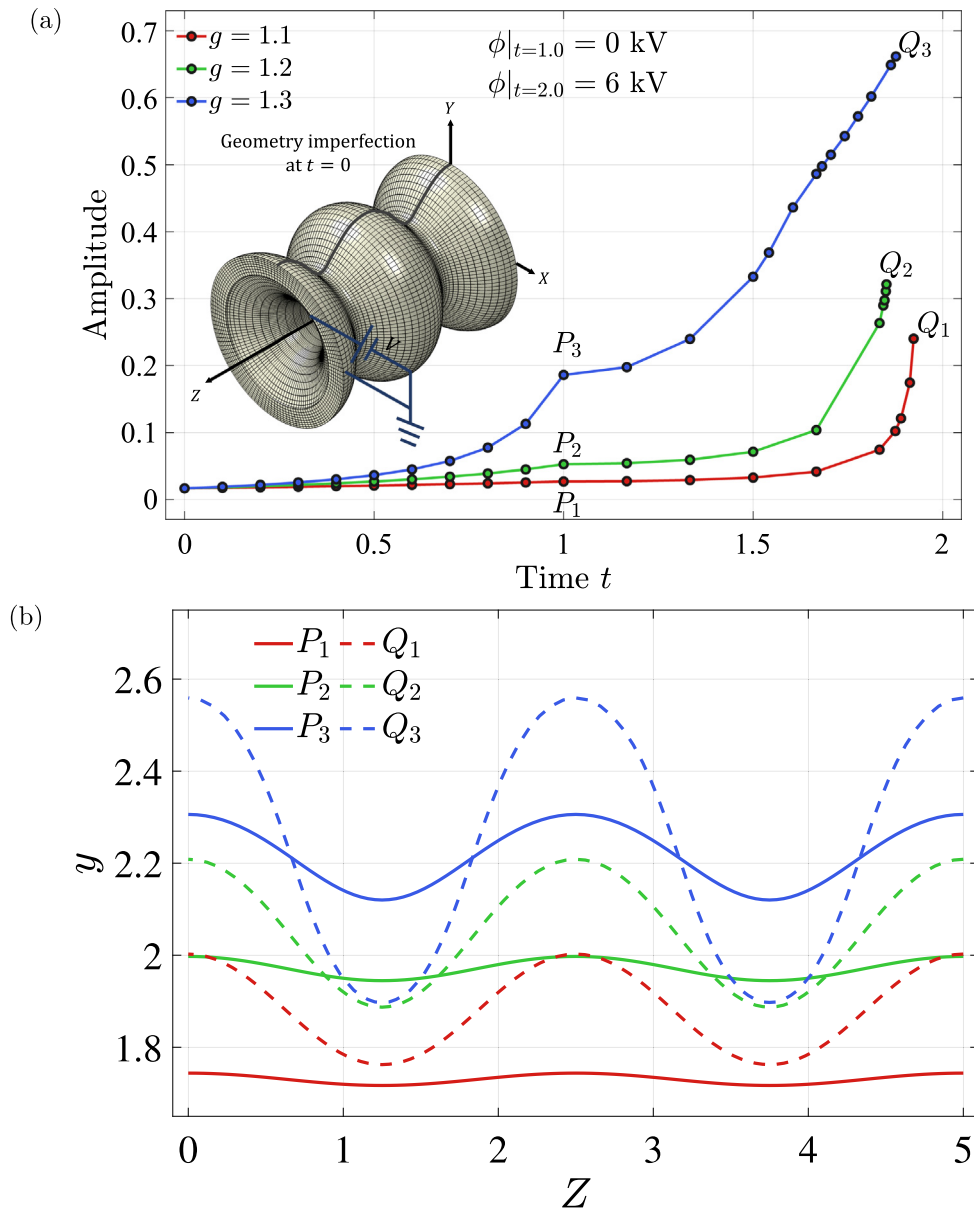 (a)
g = 1.1
g = 1.2
g = 1.3
ϕ|t=1.0 = 0 kV
ϕ|t=2.0 = 6 kV
Geometry imperfection
at t = 0
Y
X
Z
V
Q3
Q2
Q1
P3
P2
P1
Amplitude
0.7
0.6
0.5
0.4
0.3
0.2
0.1
0
0 0.5 1 1.5 2
Time t
(b)
P1 Q1
P2 Q2
P3 Q3
y
2.6
2.4
2.2
2
1.8
0 1 2 3 4 5
Z